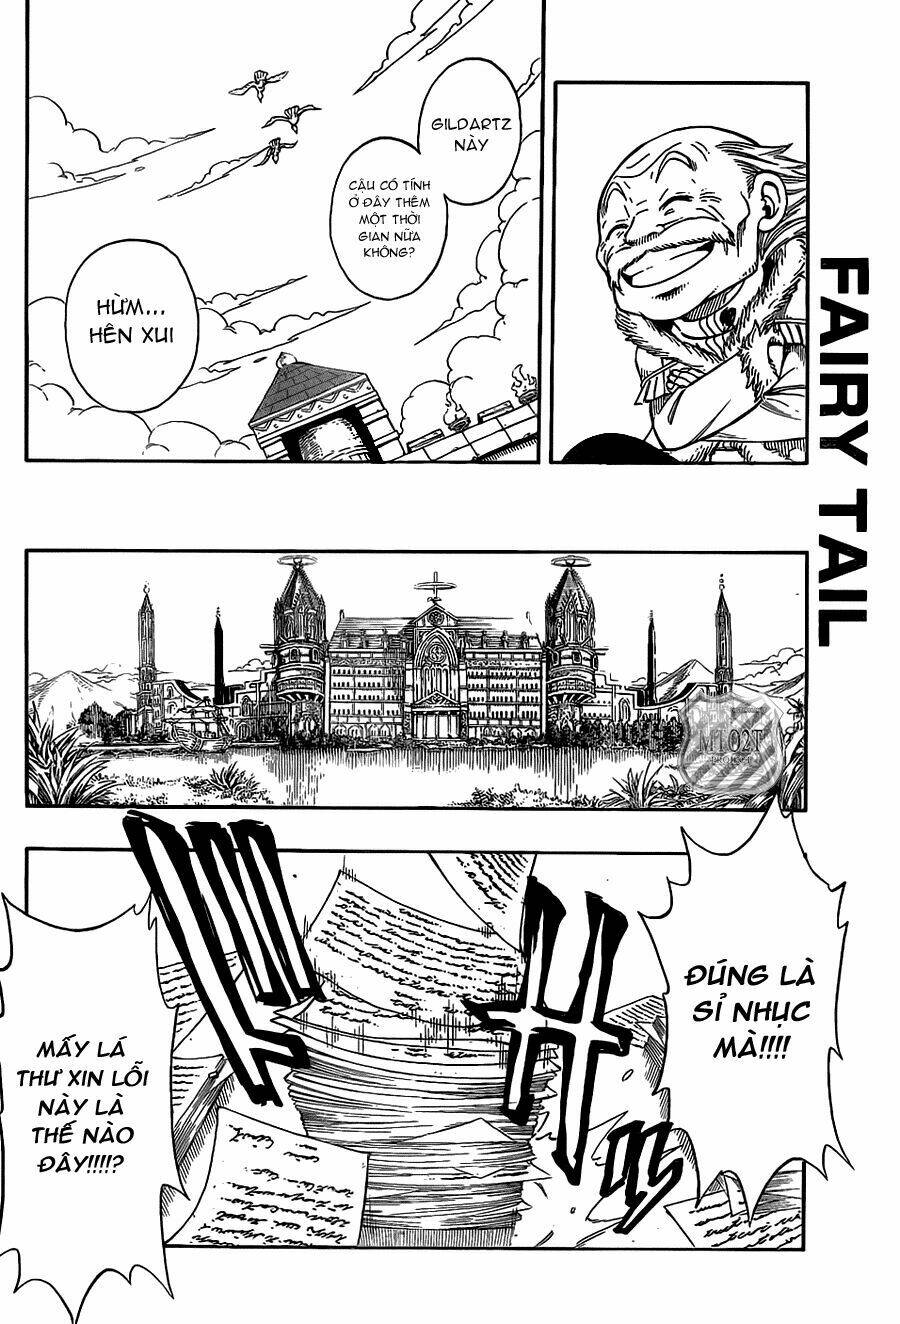 FAIRY TAIL
GILDARTZ
NÀY
CẬU CÓ TÍNH
Ở ĐÂY THÊM
MỘT THỜI
GIAN NỮA
KHÔNG?
HỪM...
HÊN XUI
M102T
ĐÚNG LÀ
SỈ NHỤC
MÀ!!!!
MẤY LÁ
THƯ XIN LỖI
NÀY LÀ
THẾ NÀO
ĐÂY!!!!?